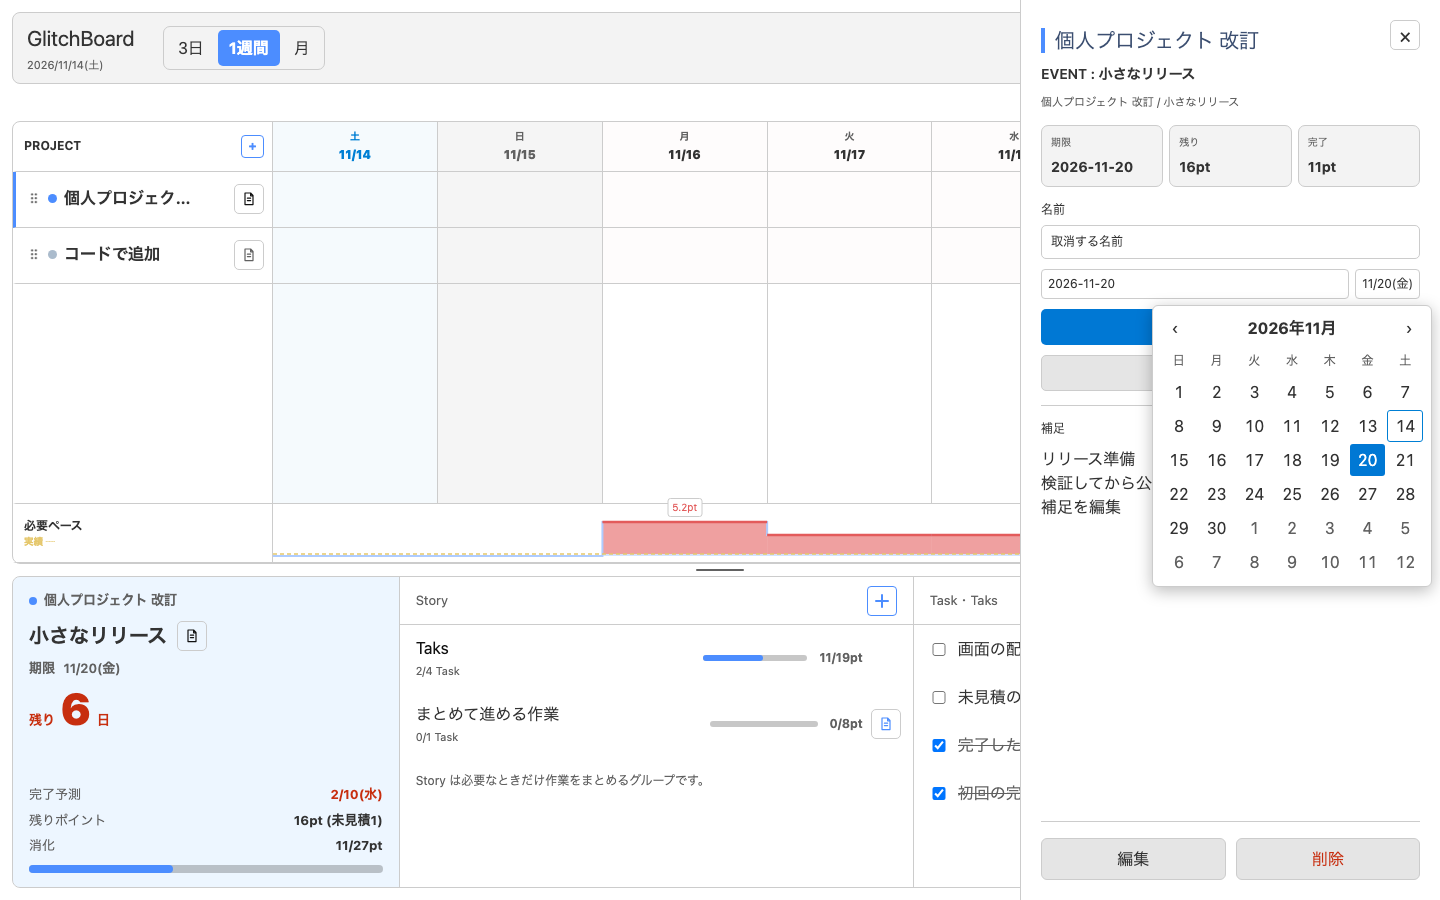 GlitchBoard
2026/11/14(土)
3日 1週間 月
PROJECT
+
土 11/14
日 11/15
月 11/16
火 11/17
水
個人プロジェク...
コードで追加
必要ペース
実績
5.2pt
個人プロジェクト 改訂
小さなリリース
期限 11/20(金)
残り 6 日
完了予測 2/10(水)
残りポイント 16pt (未見積1)
消化 11/27pt
Story
+
Taks
2/4 Task
11/19pt
まとめて進める作業
0/1 Task
0/8pt
Story は必要なときだけ作業をまとめるグループです。
Task・Taks
画面の配
未見積の
完了した
初回の完
個人プロジェクト 改訂
×
EVENT : 小さなリリース
個人プロジェクト 改訂 / 小さなリリース
期限 2026-11-20
残り 16pt
完了 11pt
名前
取消する名前
2026-11-20
11/20(金)
‹ 2026年11月 ›
日 月 火 水 木 金 土
1 2 3 4 5 6 7
8 9 10 11 12 13 14
15 16 17 18 19 20 21
22 23 24 25 26 27 28
29 30 1 2 3 4 5
6 7 8 9 10 11 12
補足
リリース準備
検証してから公
補足を編集
編集
削除